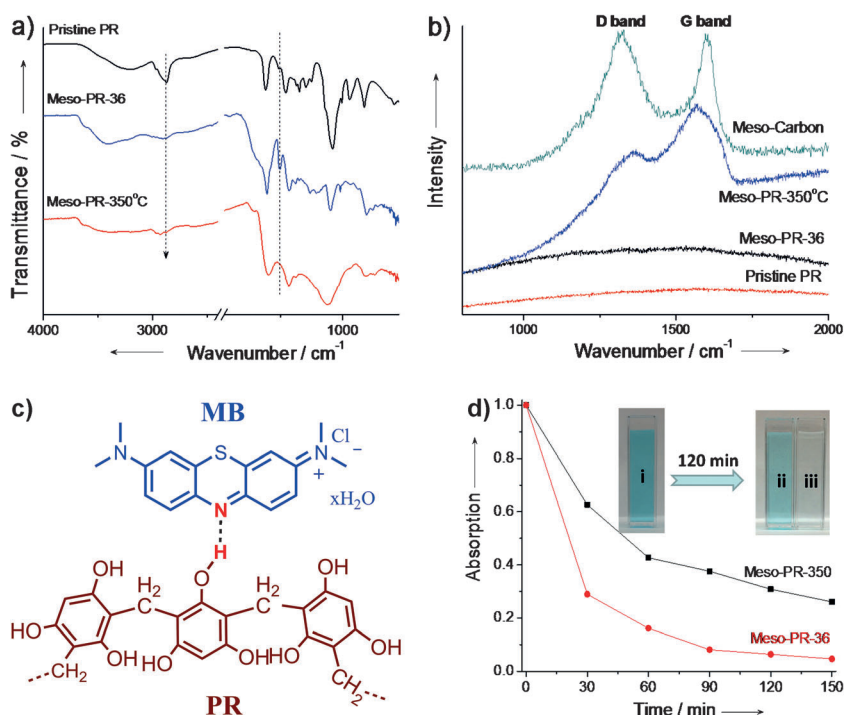 a)
Pristine PR
Meso-PR-36
Meso-PR-350°C
Transmittance / %
4000
3000
1000
Wavenumber / cm⁻¹
b)
D band
G band
Meso-Carbon
Meso-PR-350°C
Meso-PR-36
Pristine PR
Intensity
1000
1500
2000
Wavenumber / cm⁻¹
c)
MB
N
S
N
+
Cl⁻
xH₂O
N
H
O
OH
CH₂
CH₂
OH
HO
OH
HO
OH
HO
OH
CH₂
CH₂
PR
d)
1.0
0.8
0.6
0.4
0.2
0.0
Absorption
i
120 min
ii
iii
Meso-PR-350
Meso-PR-36
0
30
60
90
120
150
Time / min